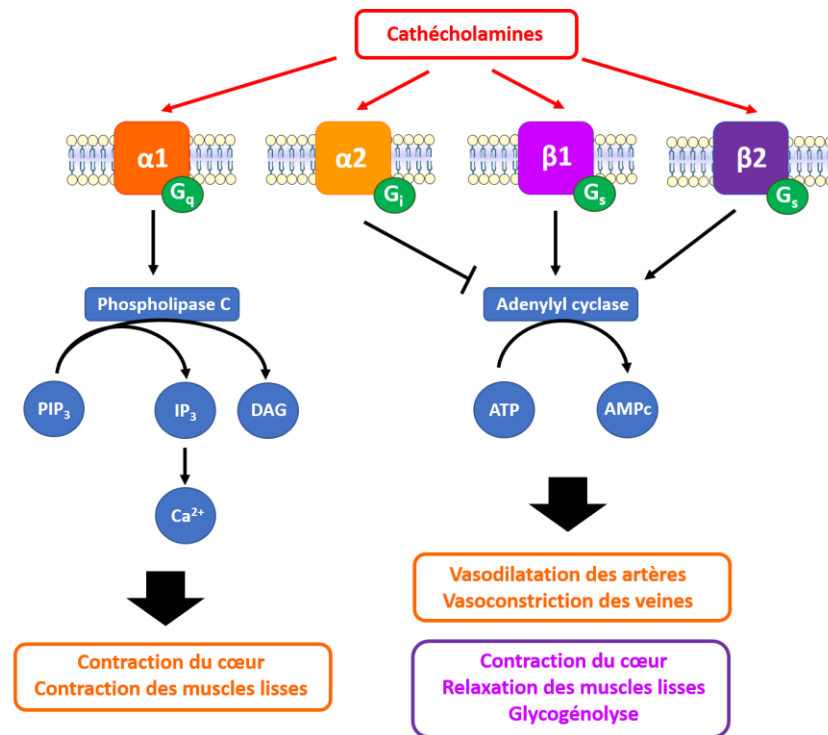 Cathécholamines
α1
α2
β1
β2
Gq
Gi
Gs
Gs
Phospholipase C
Adenylyl cyclase
PIP3
IP3
DAG
ATP
AMPc
Ca2+
Vasodilatation des artères
Vasoconstriction des veines
Contraction du cœur
Contraction des muscles lisses
Contraction du cœur
Relaxation des muscles lisses
Glycogénolyse